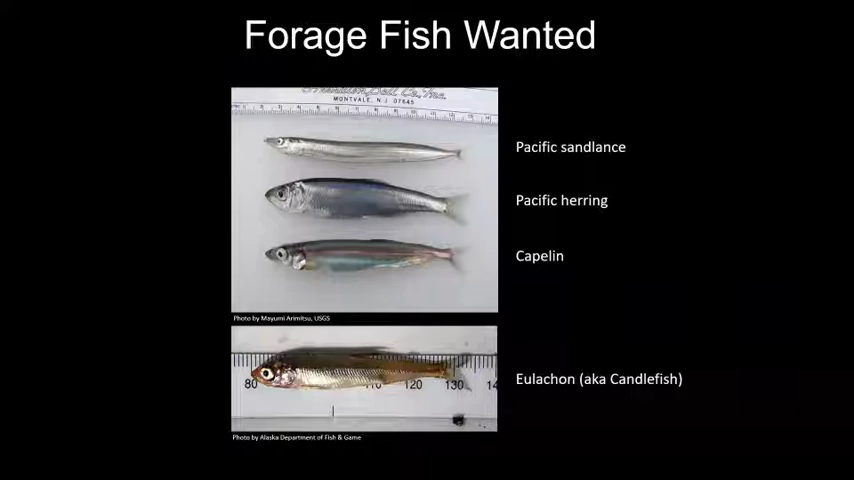 Forage Fish Wanted
MONTVALE, N.J. 07645
Pacific sandlance
Pacific herring
Capelin
Photo by Mayumi Arimitsu, USGS
80 110 120 130 14
Eulachon (aka Candlefish)
Photo by Alaska Department of Fish & Game